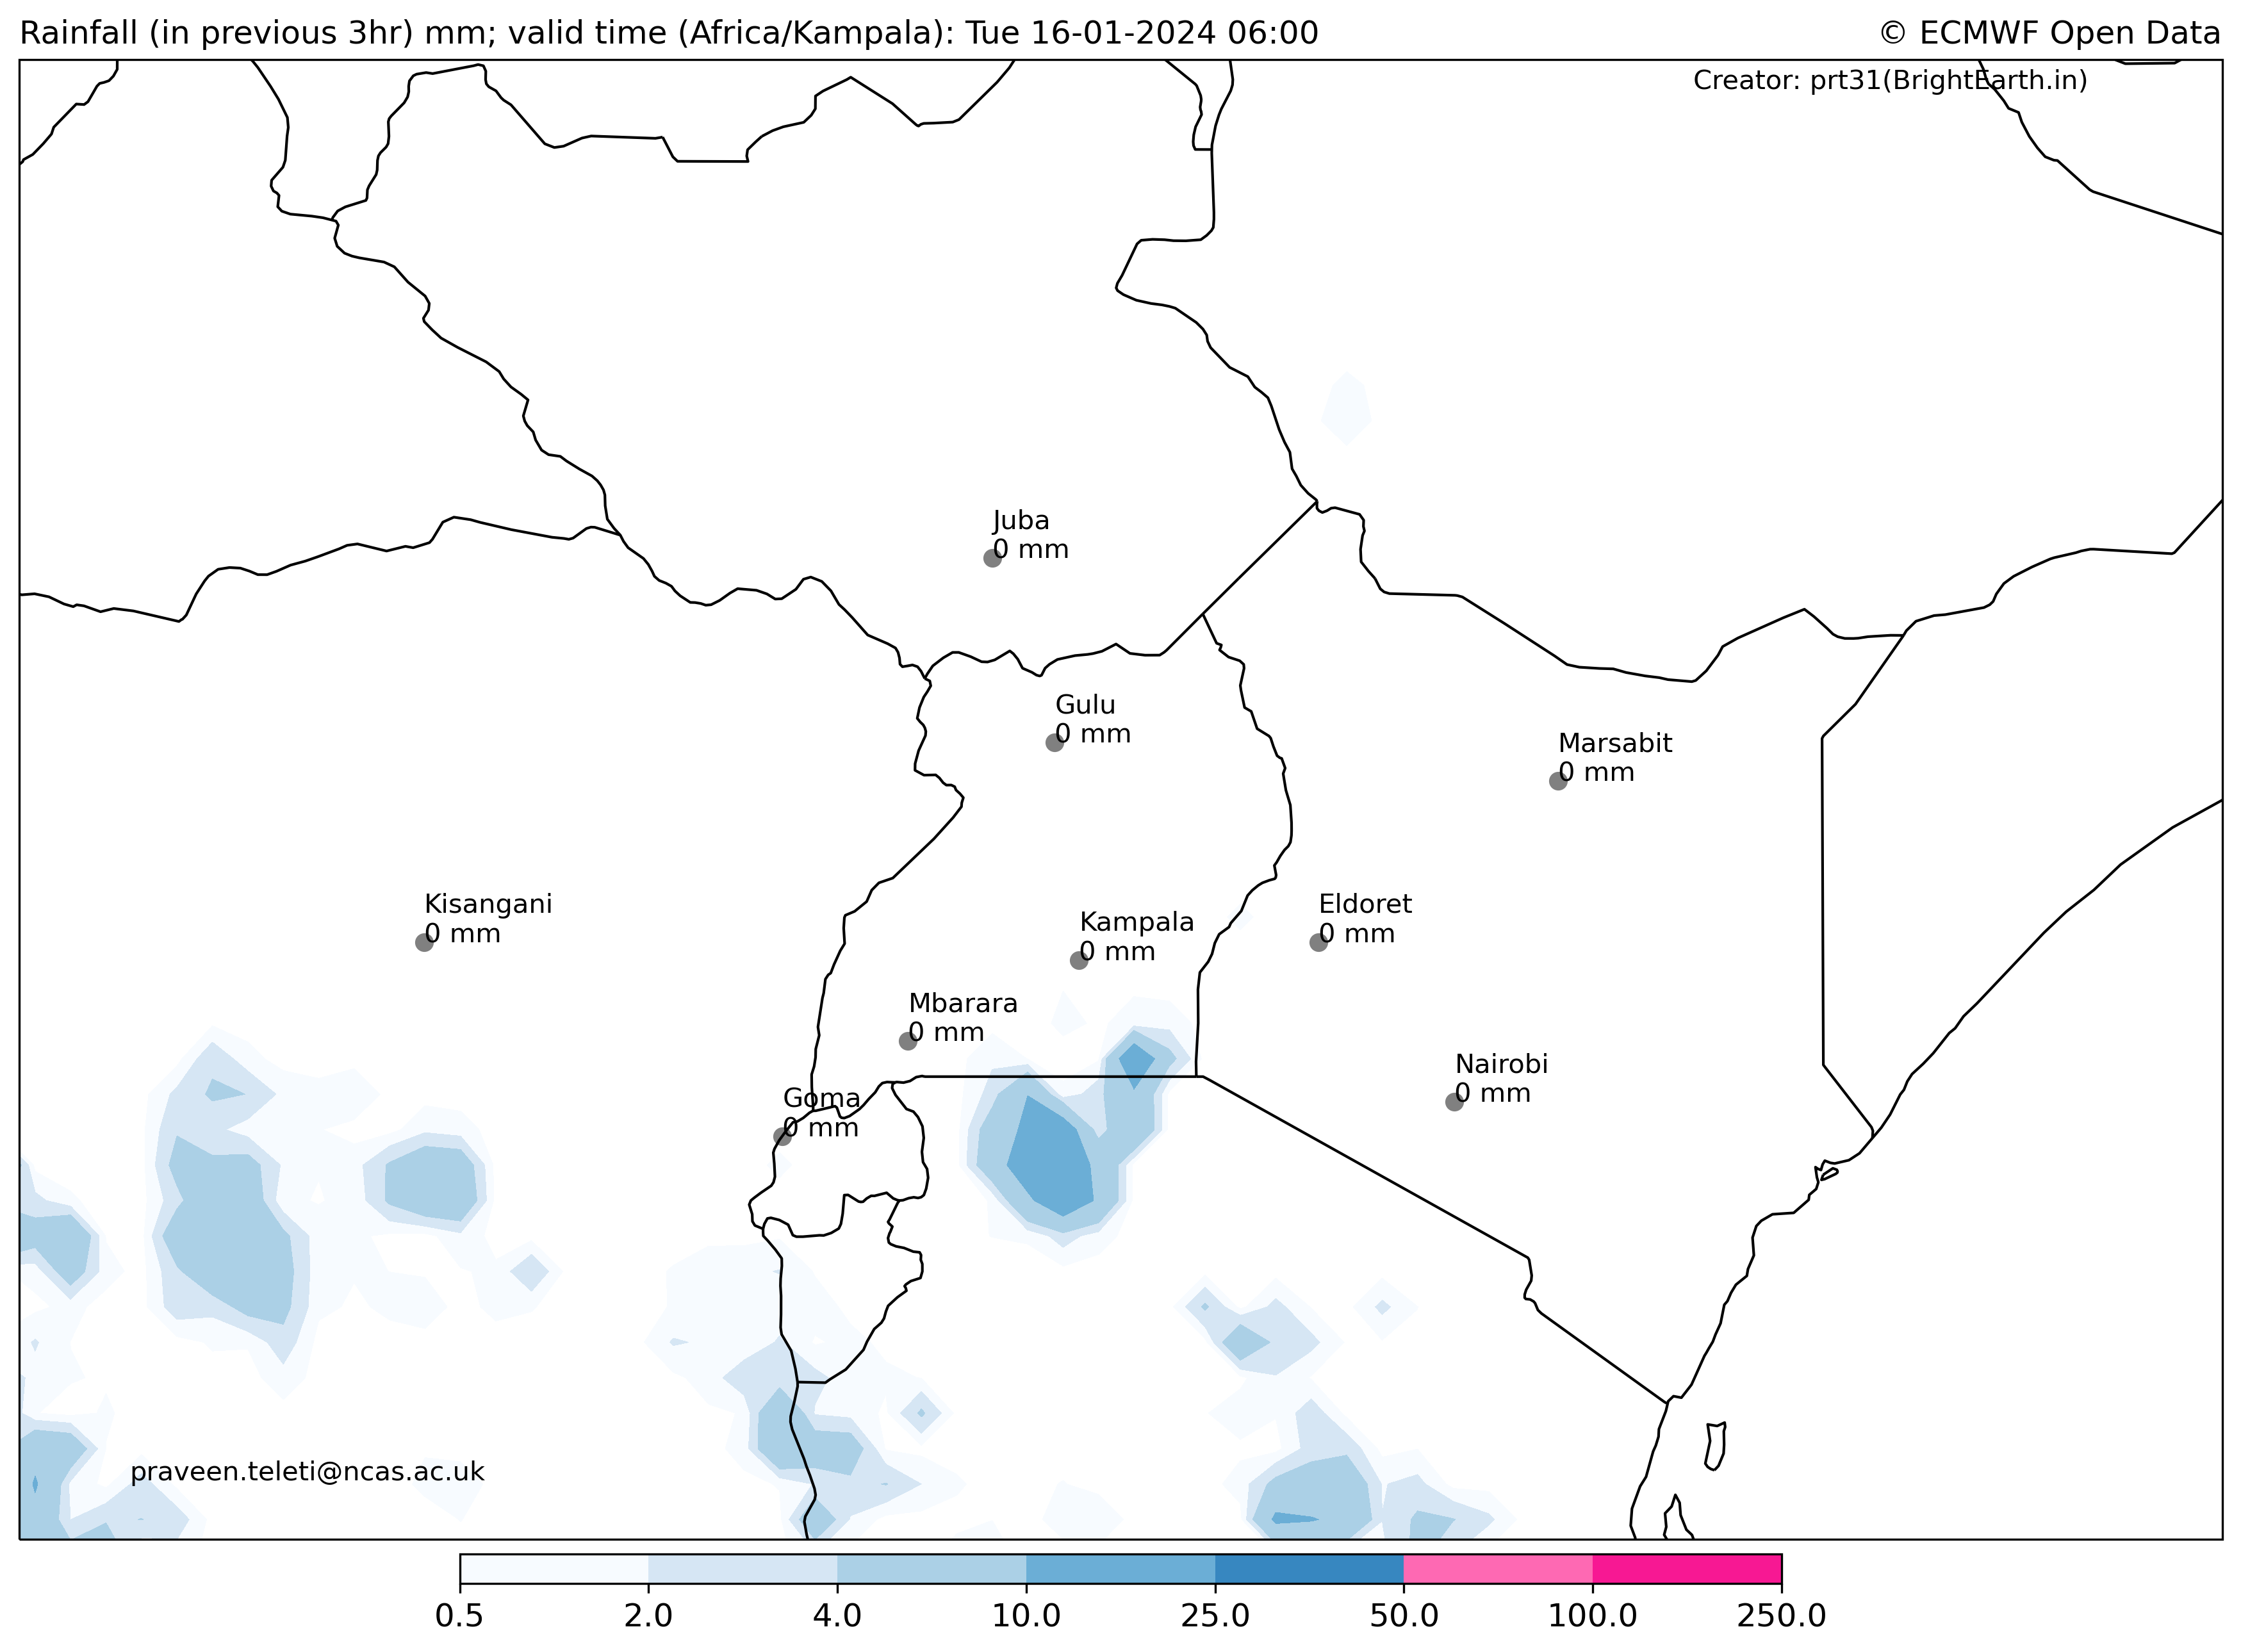 Rainfall (in previous 3hr) mm; valid time (Africa/Kampala): Tue 16-01-2024 06:00
© ECMWF Open Data
Creator: prt31(BrightEarth.in)
Juba
0 mm
Gulu
0 mm
Marsabit
0 mm
Kisangani
0 mm
Eldoret
0 mm
Kampala
0 mm
Mbarara
0 mm
Nairobi
0 mm
Goma
0 mm
praveen.teleti@ncas.ac.uk
0.5 2.0 4.0 10.0 25.0 50.0 100.0 250.0